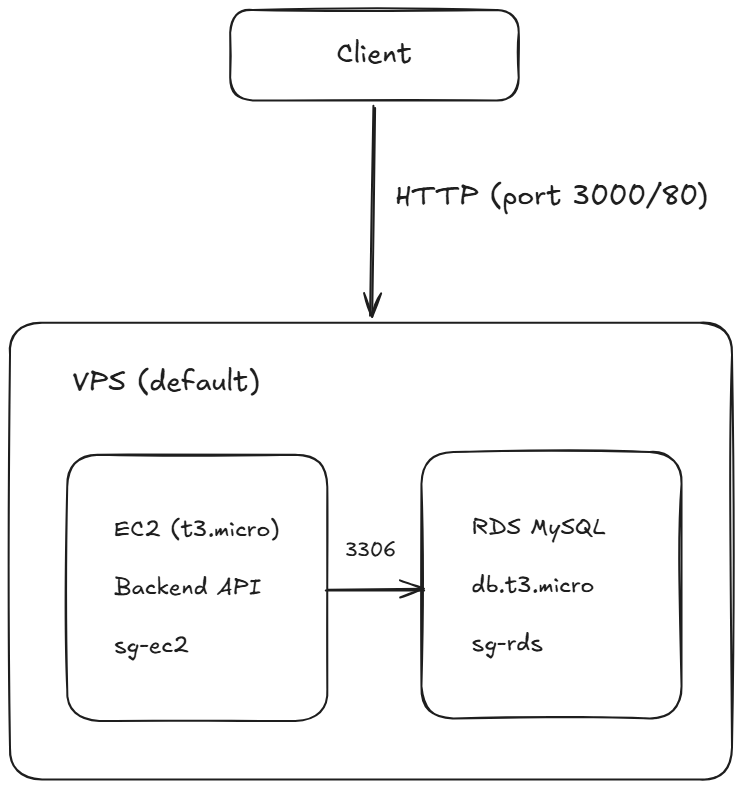 Client
HTTP (port 3000/80)
VPS (default)
EC2 (t3.micro)
Backend API
sg-ec2
3306
RDS MySQL
db.t3.micro
sg-rds